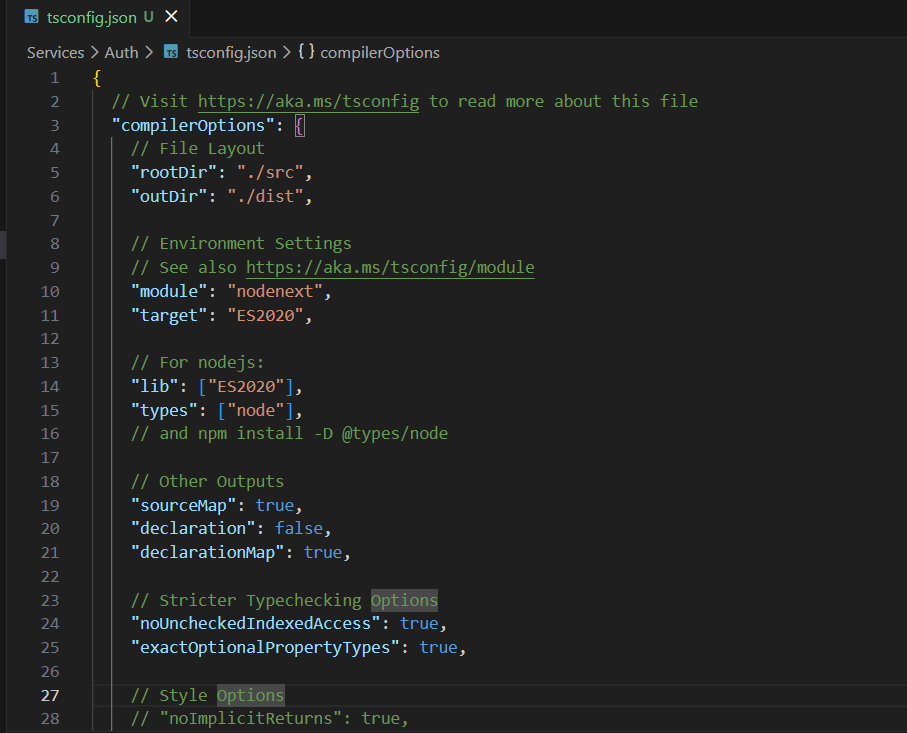 tsconfig.json U
Services > Auth > tsconfig.json > {} compilerOptions
1 {
2 // Visit https://aka.ms/tsconfig to read more about this file
3 "compilerOptions": {
4 // File Layout
5 "rootDir": "./src",
6 "outDir": "./dist",
7
8 // Environment Settings
9 // See also https://aka.ms/tsconfig/module
10 "module": "nodenext",
11 "target": "ES2020",
12
13 // For nodejs:
14 "lib": ["ES2020"],
15 "types": ["node"],
16 // and npm install -D @types/node
17
18 // Other Outputs
19 "sourceMap": true,
20 "declaration": false,
21 "declarationMap": true,
22
23 // Stricter Typechecking Options
24 "noUncheckedIndexedAccess": true,
25 "exactOptionalPropertyTypes": true,
26
27 // Style Options
28 // "noImplicitReturns": true,